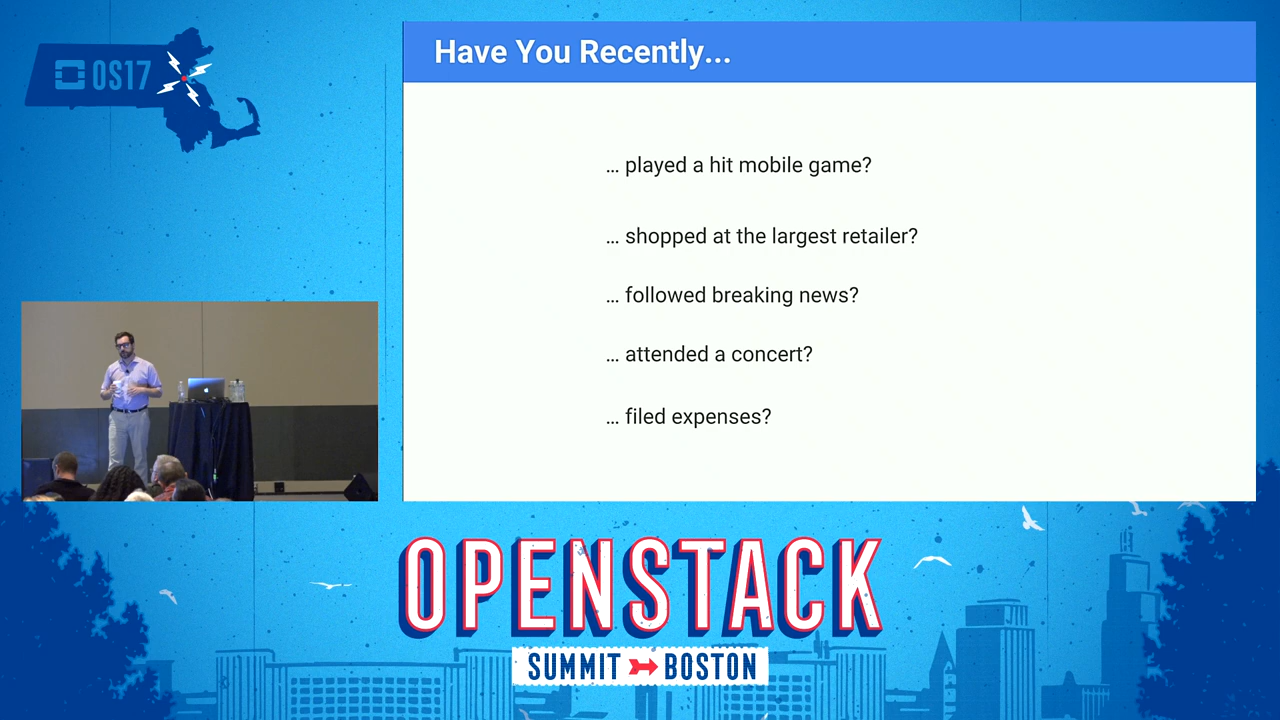 OS17
Have You Recently...
... played a hit mobile game?
... shopped at the largest retailer?
... followed breaking news?
... attended a concert?
... filed expenses?
OPENSTACK
SUMMIT BOSTON